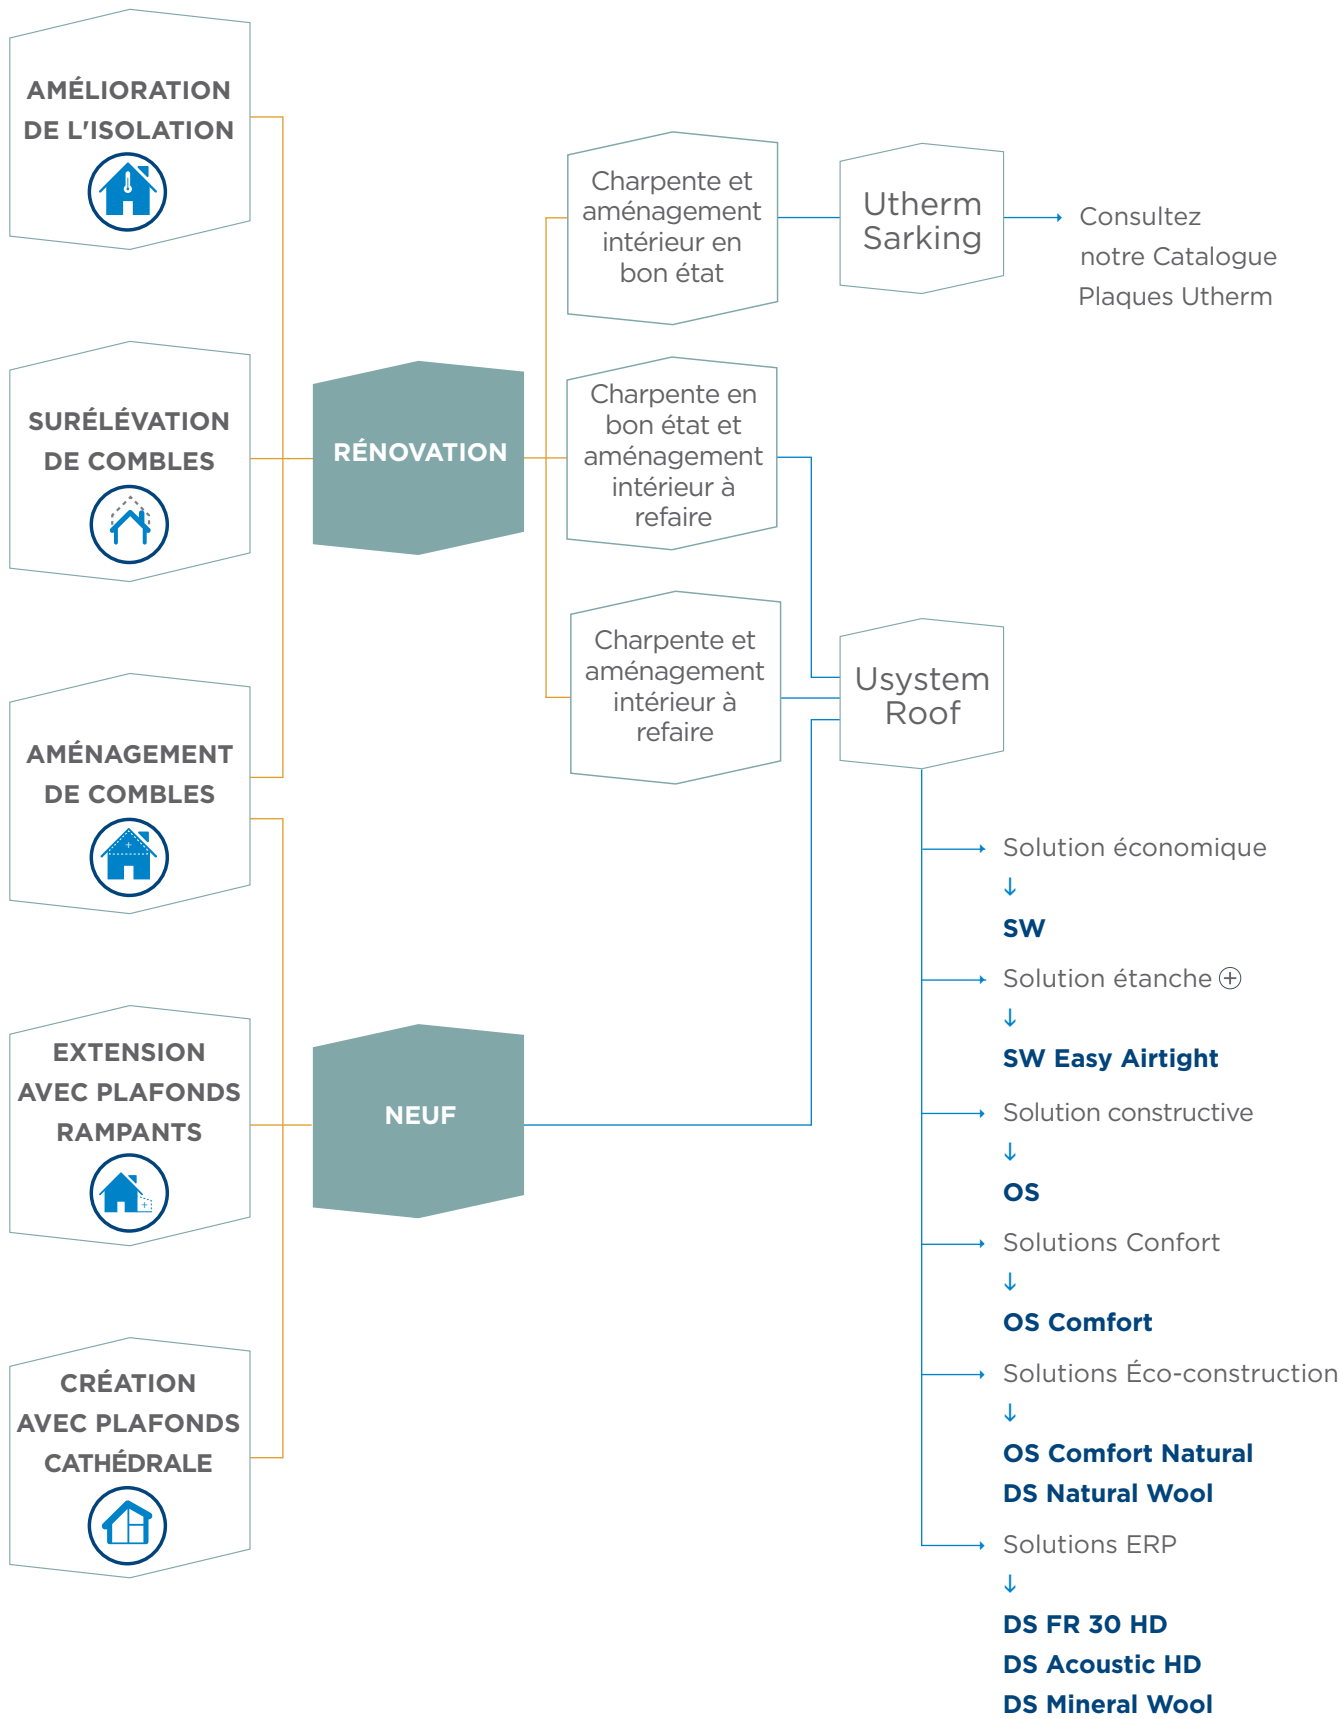 AMÉLIORATION
DE L'ISOLATION
SURÉLÉVATION
DE COMBLES
AMÉNAGEMENT
DE COMBLES
EXTENSION
AVEC PLAFONDS
RAMPANTS
CRÉATION
AVEC PLAFONDS
CATHÉDRALE
RÉNOVATION
NEUF
Charpente et
aménagement
intérieur en
bon état
Charpente en
bon état et
aménagement
intérieur à
refaire
Charpente et
aménagement
intérieur à
refaire
Utherm
Sarking
Consultez
notre Catalogue
Plaques Utherm
Usystem
Roof
Solution économique
↓
SW
Solution étanche ⊕
↓
SW Easy Airtight
Solution constructive
↓
OS
Solutions Confort
↓
OS Comfort
Solutions Éco-construction
↓
OS Comfort Natural
DS Natural Wool
Solutions ERP
↓
DS FR 30 HD
DS Acoustic HD
DS Mineral Wool